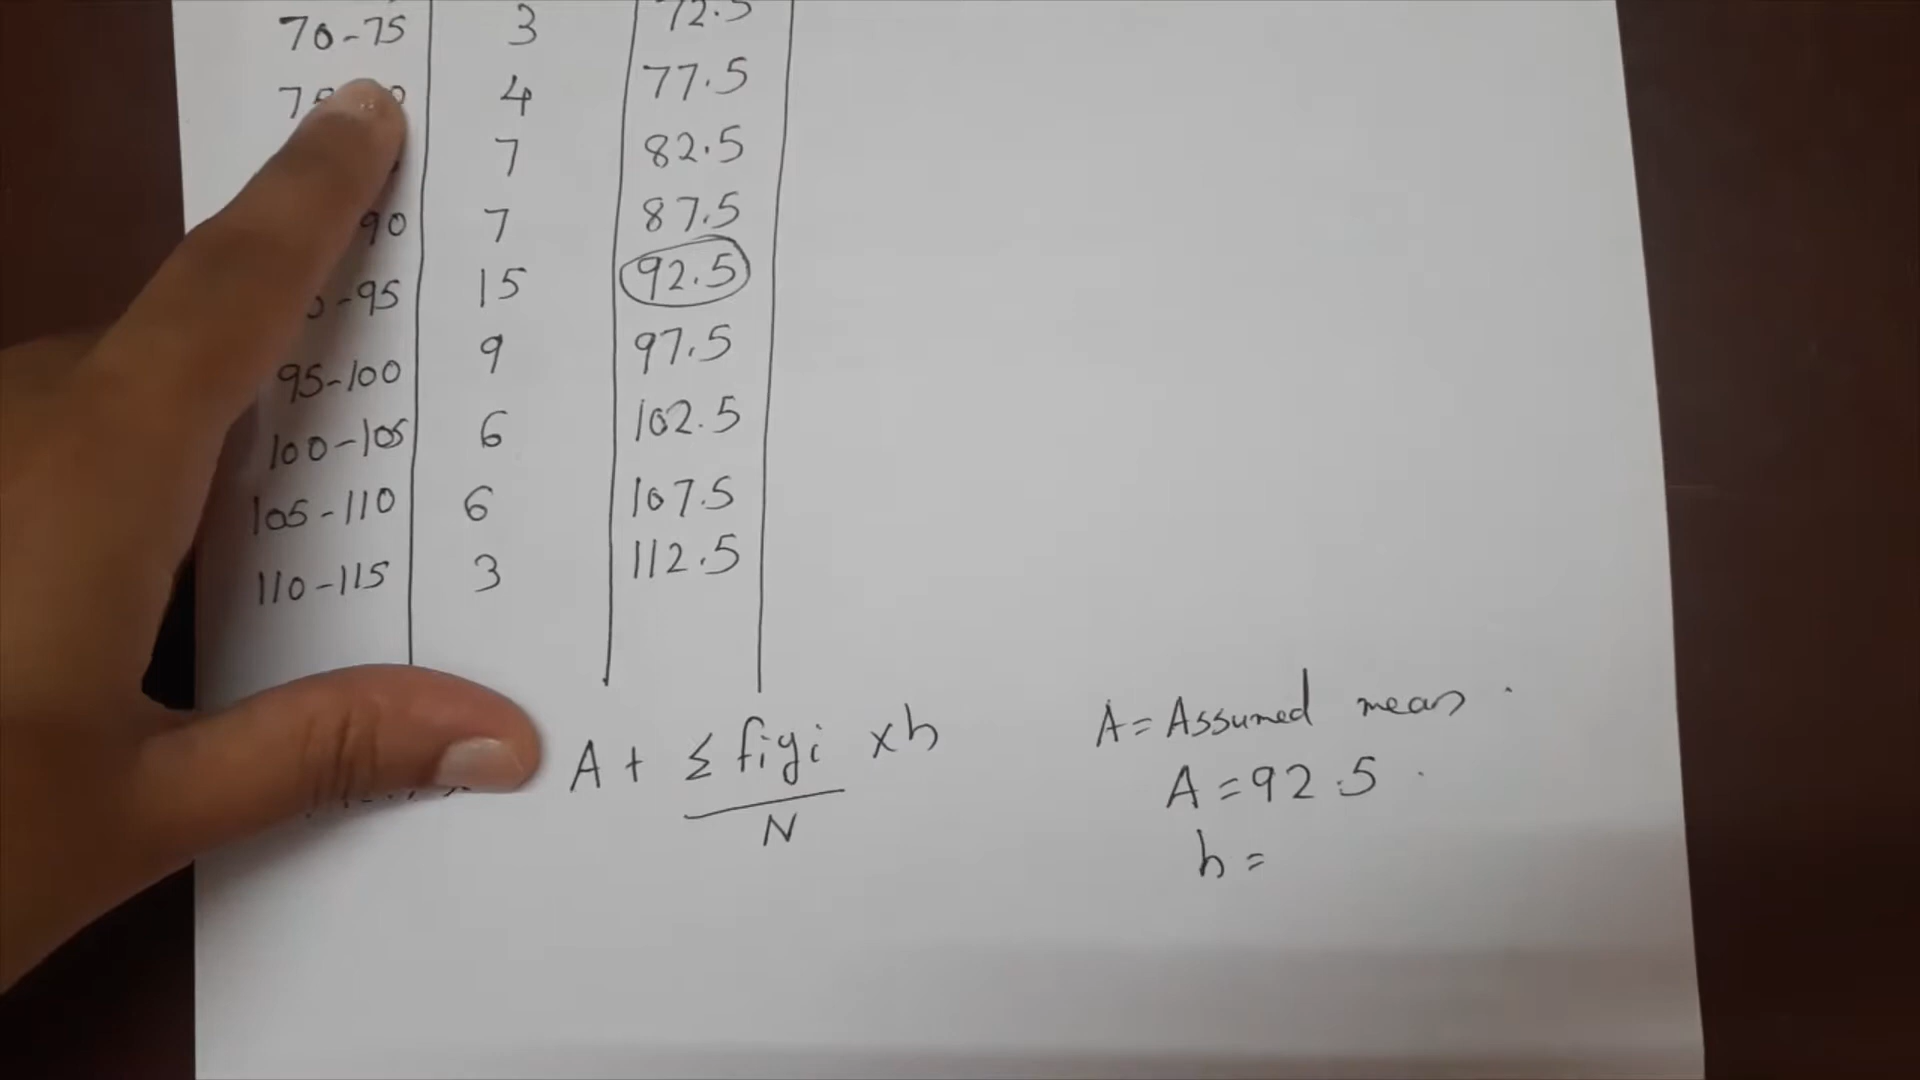 70-75 3 72.5
4 77.5
7 82.5
90 7 87.5
-95 15 92.5
95-100 9 97.5
100-105 6 102.5
105-110 6 107.5
110-115 3 112.5
A + Σ figi × h
N
A = Assumed mean
A = 92.5
h =